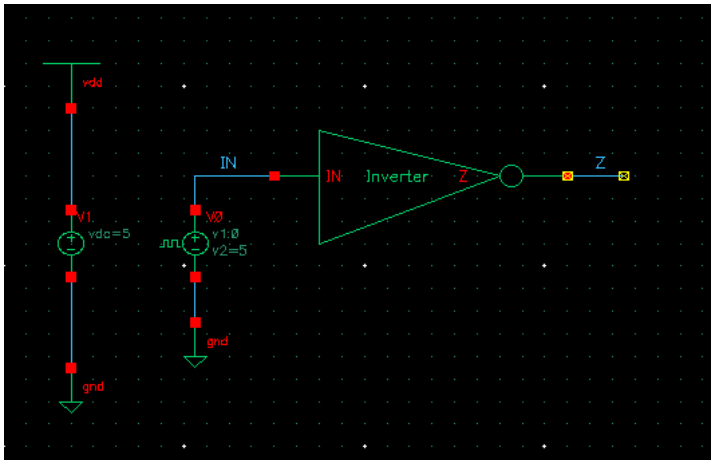 vdd
V1
vdc=5
gnd
IN
V0
v1:0
v2=5
gnd
IN
Inverter
Z
Z